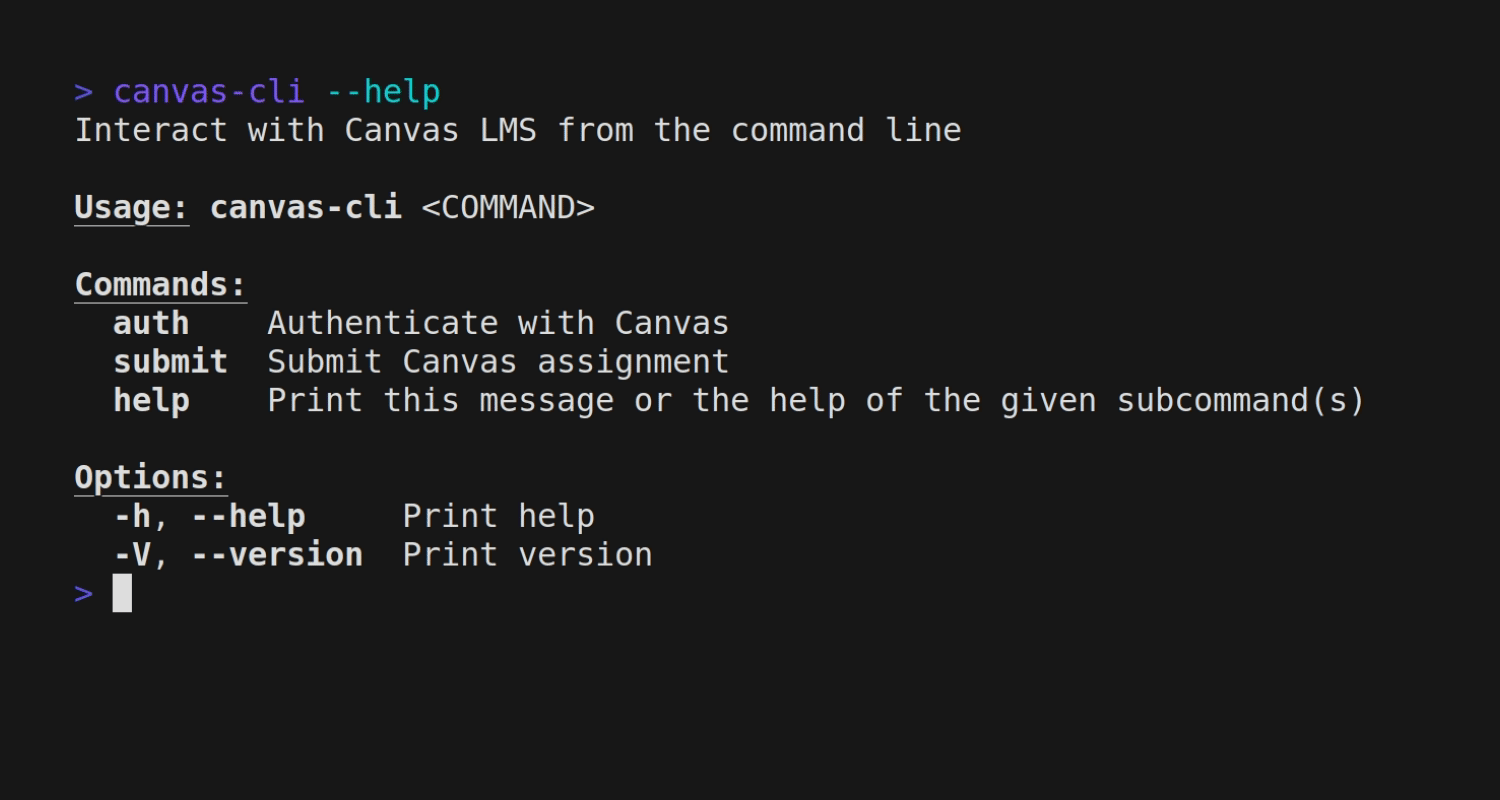 > canvas-cli --help
Interact with Canvas LMS from the command line
Usage: canvas-cli <COMMAND>
Commands:
auth    Authenticate with Canvas
submit  Submit Canvas assignment
help    Print this message or the help of the given subcommand(s)
Options:
-h, --help     Print help
-V, --version  Print version
>